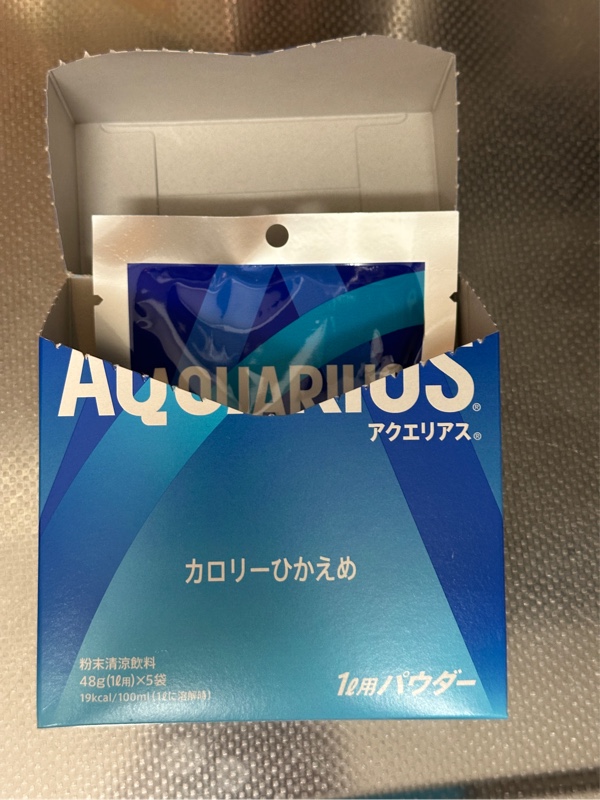 AQUARIUS
AQUARIUS®
アクエリアス®
カロリーひかえめ
粉末清涼飲料
48g(1ℓ用)×5袋
19kcal/100ml(1ℓに溶解時)
1ℓ用パウダー